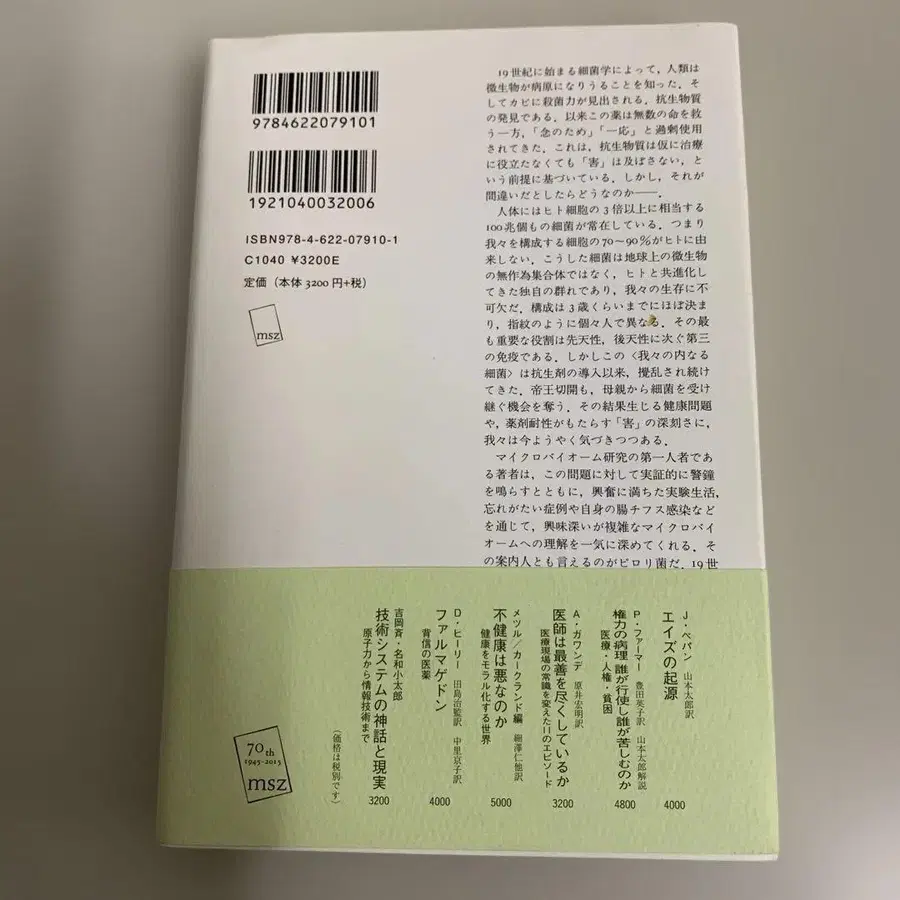 9784622079101
1921040032006
ISBN978-4-622-07910-1
C1040 ¥3200E
定価（本体 3200 円+税）
msz
19世紀に始まる細菌学によって，人類は
微生物が病原になりうることを知った．そ
してカビに殺菌力が見出される．抗生物質
の発見である．以来この薬は無数の命を救
う一方，「念のため」「一応」と過剰使用
されてきた．これは，抗生物質は仮に治療
に役立たなくても「害」は及ぼさない，と
いう前提に基づいている．しかし，それが
間違いだとしたらどうなのか――．
人体にはヒト細胞の3倍以上に相当する
100兆個もの細菌が常在している．つまり
我々を構成する細胞の70～90％がヒトに由
来しない．こうした細菌は地球上の微生物
の無作為集合体ではなく，ヒトと共進化し
てきた独自の群れであり，我々の生存に不
可欠だ．構成は3歳くらいまでにほぼ決ま
り，指紋のように個々人で異なる．その最
も重要な役割は先天性，後天性に次ぐ第三
の免疫である．しかしこの〈我々の内なる
細菌〉は抗生剤の導入以来，攪乱され続け
てきた．帝王切開も，母親から細菌を受け
継ぐ機会を奪う．その結果生じる健康問題
や，薬剤耐性がもたらす「害」の深刻さに，
我々は今ようやく気づきつつある．
マイクロバイオーム研究の第一人者であ
る著者は，この問題に対して実証的に警鐘
を鳴らすとともに，興奮に満ちた実験生活，
忘れがたい症例や自身の腸チフス感染など
を通じて，興味深いが複雑なマイクロバイ
オームへの理解を一気に深めてくれる．そ
の案内人とも言えるのがピロリ菌だ．19世
J・ペパン 山本太郎訳
エイズの起源
4000
P・ファーマー 豊田英子訳 山本太郎解説
権力の病理 誰が行使し誰が苦しむのか
医療・人権・貧困
4800
A・ガワンデ 原井宏明訳
医師は最善を尽くしているか
医療現場の常識を変えた11のエピソード
3200
メツル／カークランド編 細澤仁他訳
不健康は悪なのか
健康をモラル化する世界
5000
D・ヒーリー 田島治監訳 中里京子訳
ファルマゲドン
背信の医薬
4000
吉岡斉・名和小太郎
技術システムの神話と現実
原子力から情報技術まで
3200
（価格は税別です）
70th
1945-2015
msz